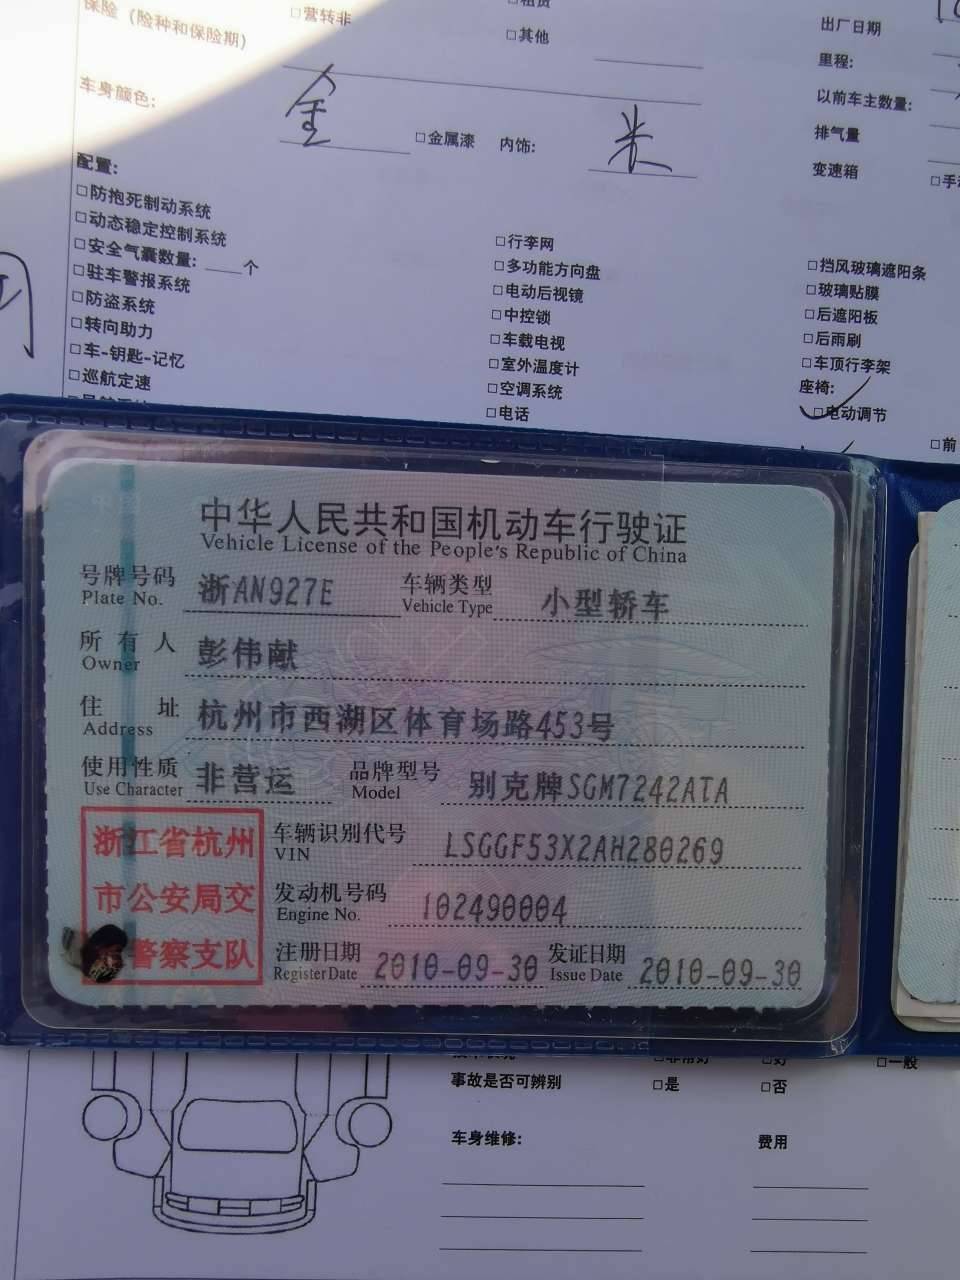 保险（险种和保险期）
□营转非
□租赁
□其他
出厂日期
里程:
车身颜色:
金
□金属漆
内饰:
米
以前车主数量:
排气量
变速箱
□手动
配置:
□防抱死制动系统
□动态稳定控制系统
□安全气囊数量: ____个
□驻车警报系统
□防盗系统
□转向助力
□车-钥匙-记忆
□巡航定速
□行李网
□多功能方向盘
□电动后视镜
□中控锁
□车载电视
□室外温度计
□空调系统
□电话
□挡风玻璃遮阳条
□玻璃贴膜
□后遮阳板
□后雨刷
□车顶行李架
座椅:
□电动调节
□前
中华人民共和国机动车行驶证
Vehicle License of the People's Republic of China
号牌号码 浙AN927E 车辆类型 小型轿车
Plate No. Vehicle Type
所有人 彭伟献
Owner
住址 杭州市西湖区体育场路453号
Address
使用性质 非营运 品牌型号 别克牌SGM7242ATA
Use Character Model
浙江省杭州
市公安局交
警察支队
车辆识别代号 LSGGF53X2AH280269
VIN
发动机号码 102490004
Engine No.
注册日期 2010-09-30 发证日期 2010-09-30
Register Date Issue Date
□非常好
□好
□一般
事故是否可辨别
□是
□否
车身维修:
费用